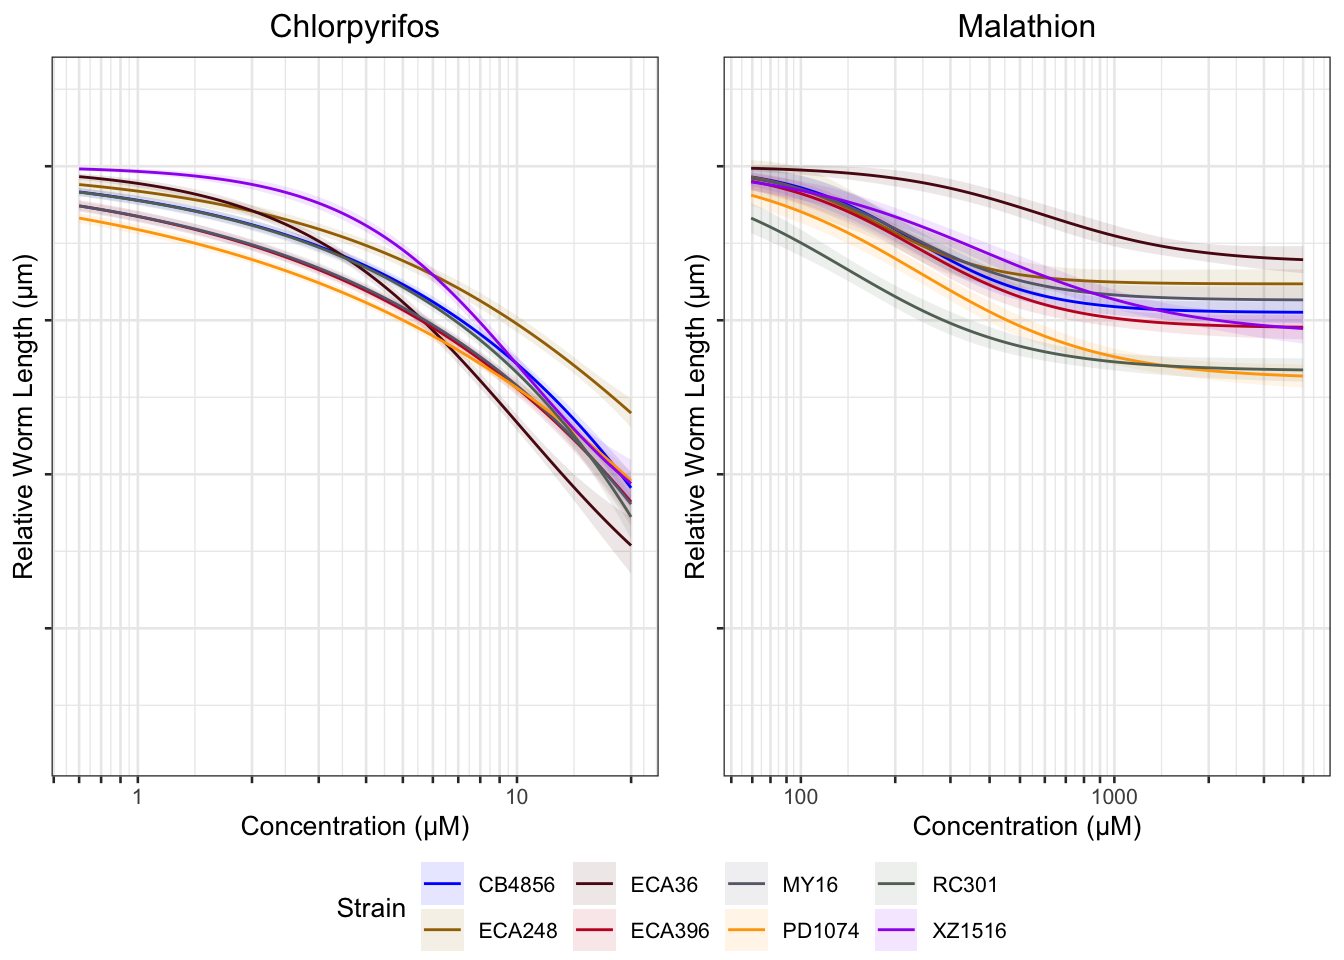 Chlorpyrifos
Malathion
Relative Worm Length (µm)
Relative Worm Length (µm)
1
10
100
1000
Concentration (µM)
Concentration (µM)
Strain
CB4856
ECA36
MY16
RC301
ECA248
ECA396
PD1074
XZ1516